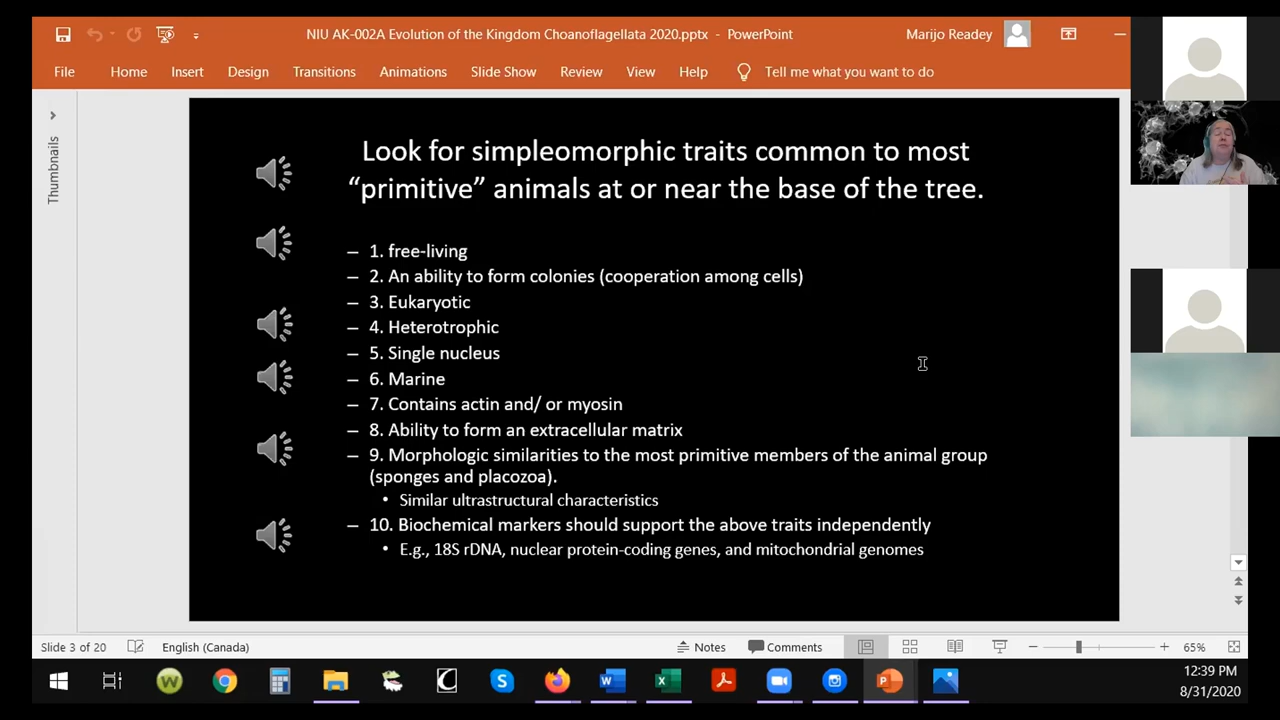 NIU AK-002A Evolution of the Kingdom Choanoflagellata 2020.pptx - PowerPoint
Marijo Readey
File Home Insert Design Transitions Animations Slide Show Review View Help Tell me what you want to do
Thumbnails
Look for simpleomorphic traits common to most
“primitive” animals at or near the base of the tree.
– 1. free-living
– 2. An ability to form colonies (cooperation among cells)
– 3. Eukaryotic
– 4. Heterotrophic
– 5. Single nucleus
– 6. Marine
– 7. Contains actin and/ or myosin
– 8. Ability to form an extracellular matrix
– 9. Morphologic similarities to the most primitive members of the animal group
(sponges and placozoa).
• Similar ultrastructural characteristics
– 10. Biochemical markers should support the above traits independently
• E.g., 18S rDNA, nuclear protein-coding genes, and mitochondrial genomes
Slide 3 of 20 English (Canada) Notes Comments 65%
12:39 PM
8/31/2020